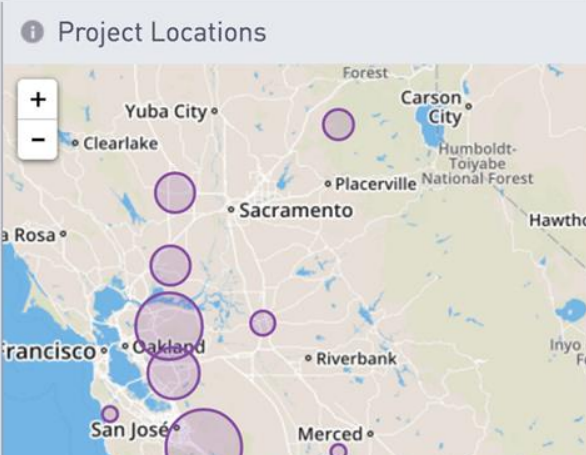 i Project Locations
+
−
Forest
Yuba City
Carson
City
Clearlake
Humboldt-
Toiyabe
National Forest
Placerville
Sacramento
a Rosa
Hawtho
rancisco
Oakland
Riverbank
Inyo
F
San José
Merced